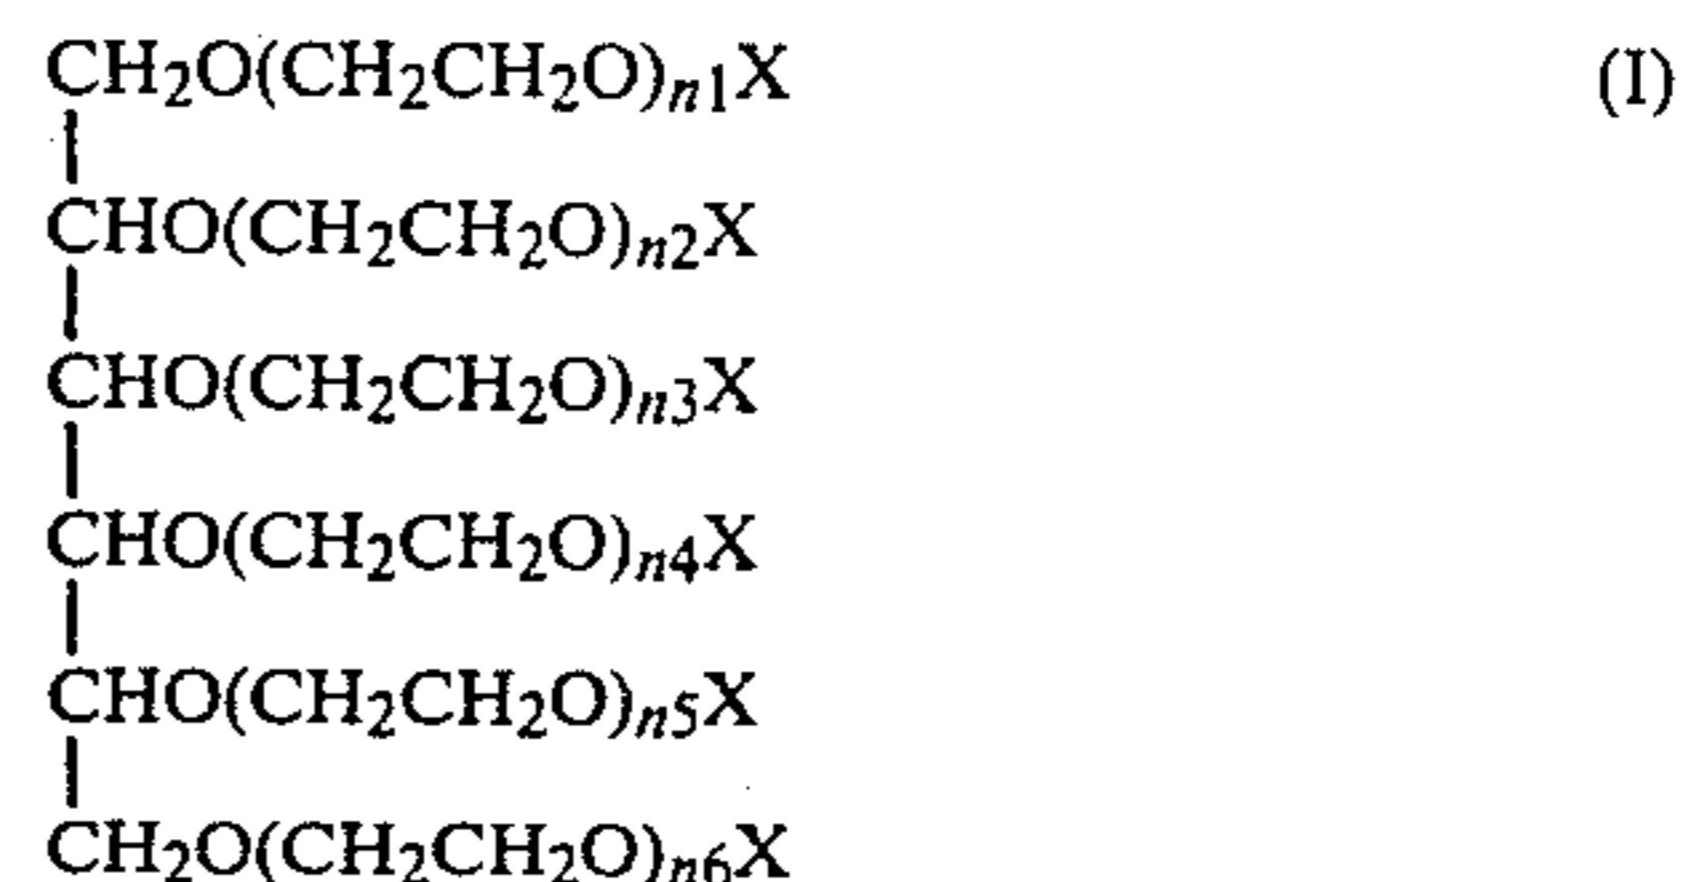 CH₂O(CH₂CH₂O)ₙ₁X (I)
CHO(CH₂CH₂O)ₙ₂X
CHO(CH₂CH₂O)ₙ₃X
CHO(CH₂CH₂O)ₙ₄X
CHO(CH₂CH₂O)ₙ₅X
CH₂O(CH₂CH₂O)ₙ₆X